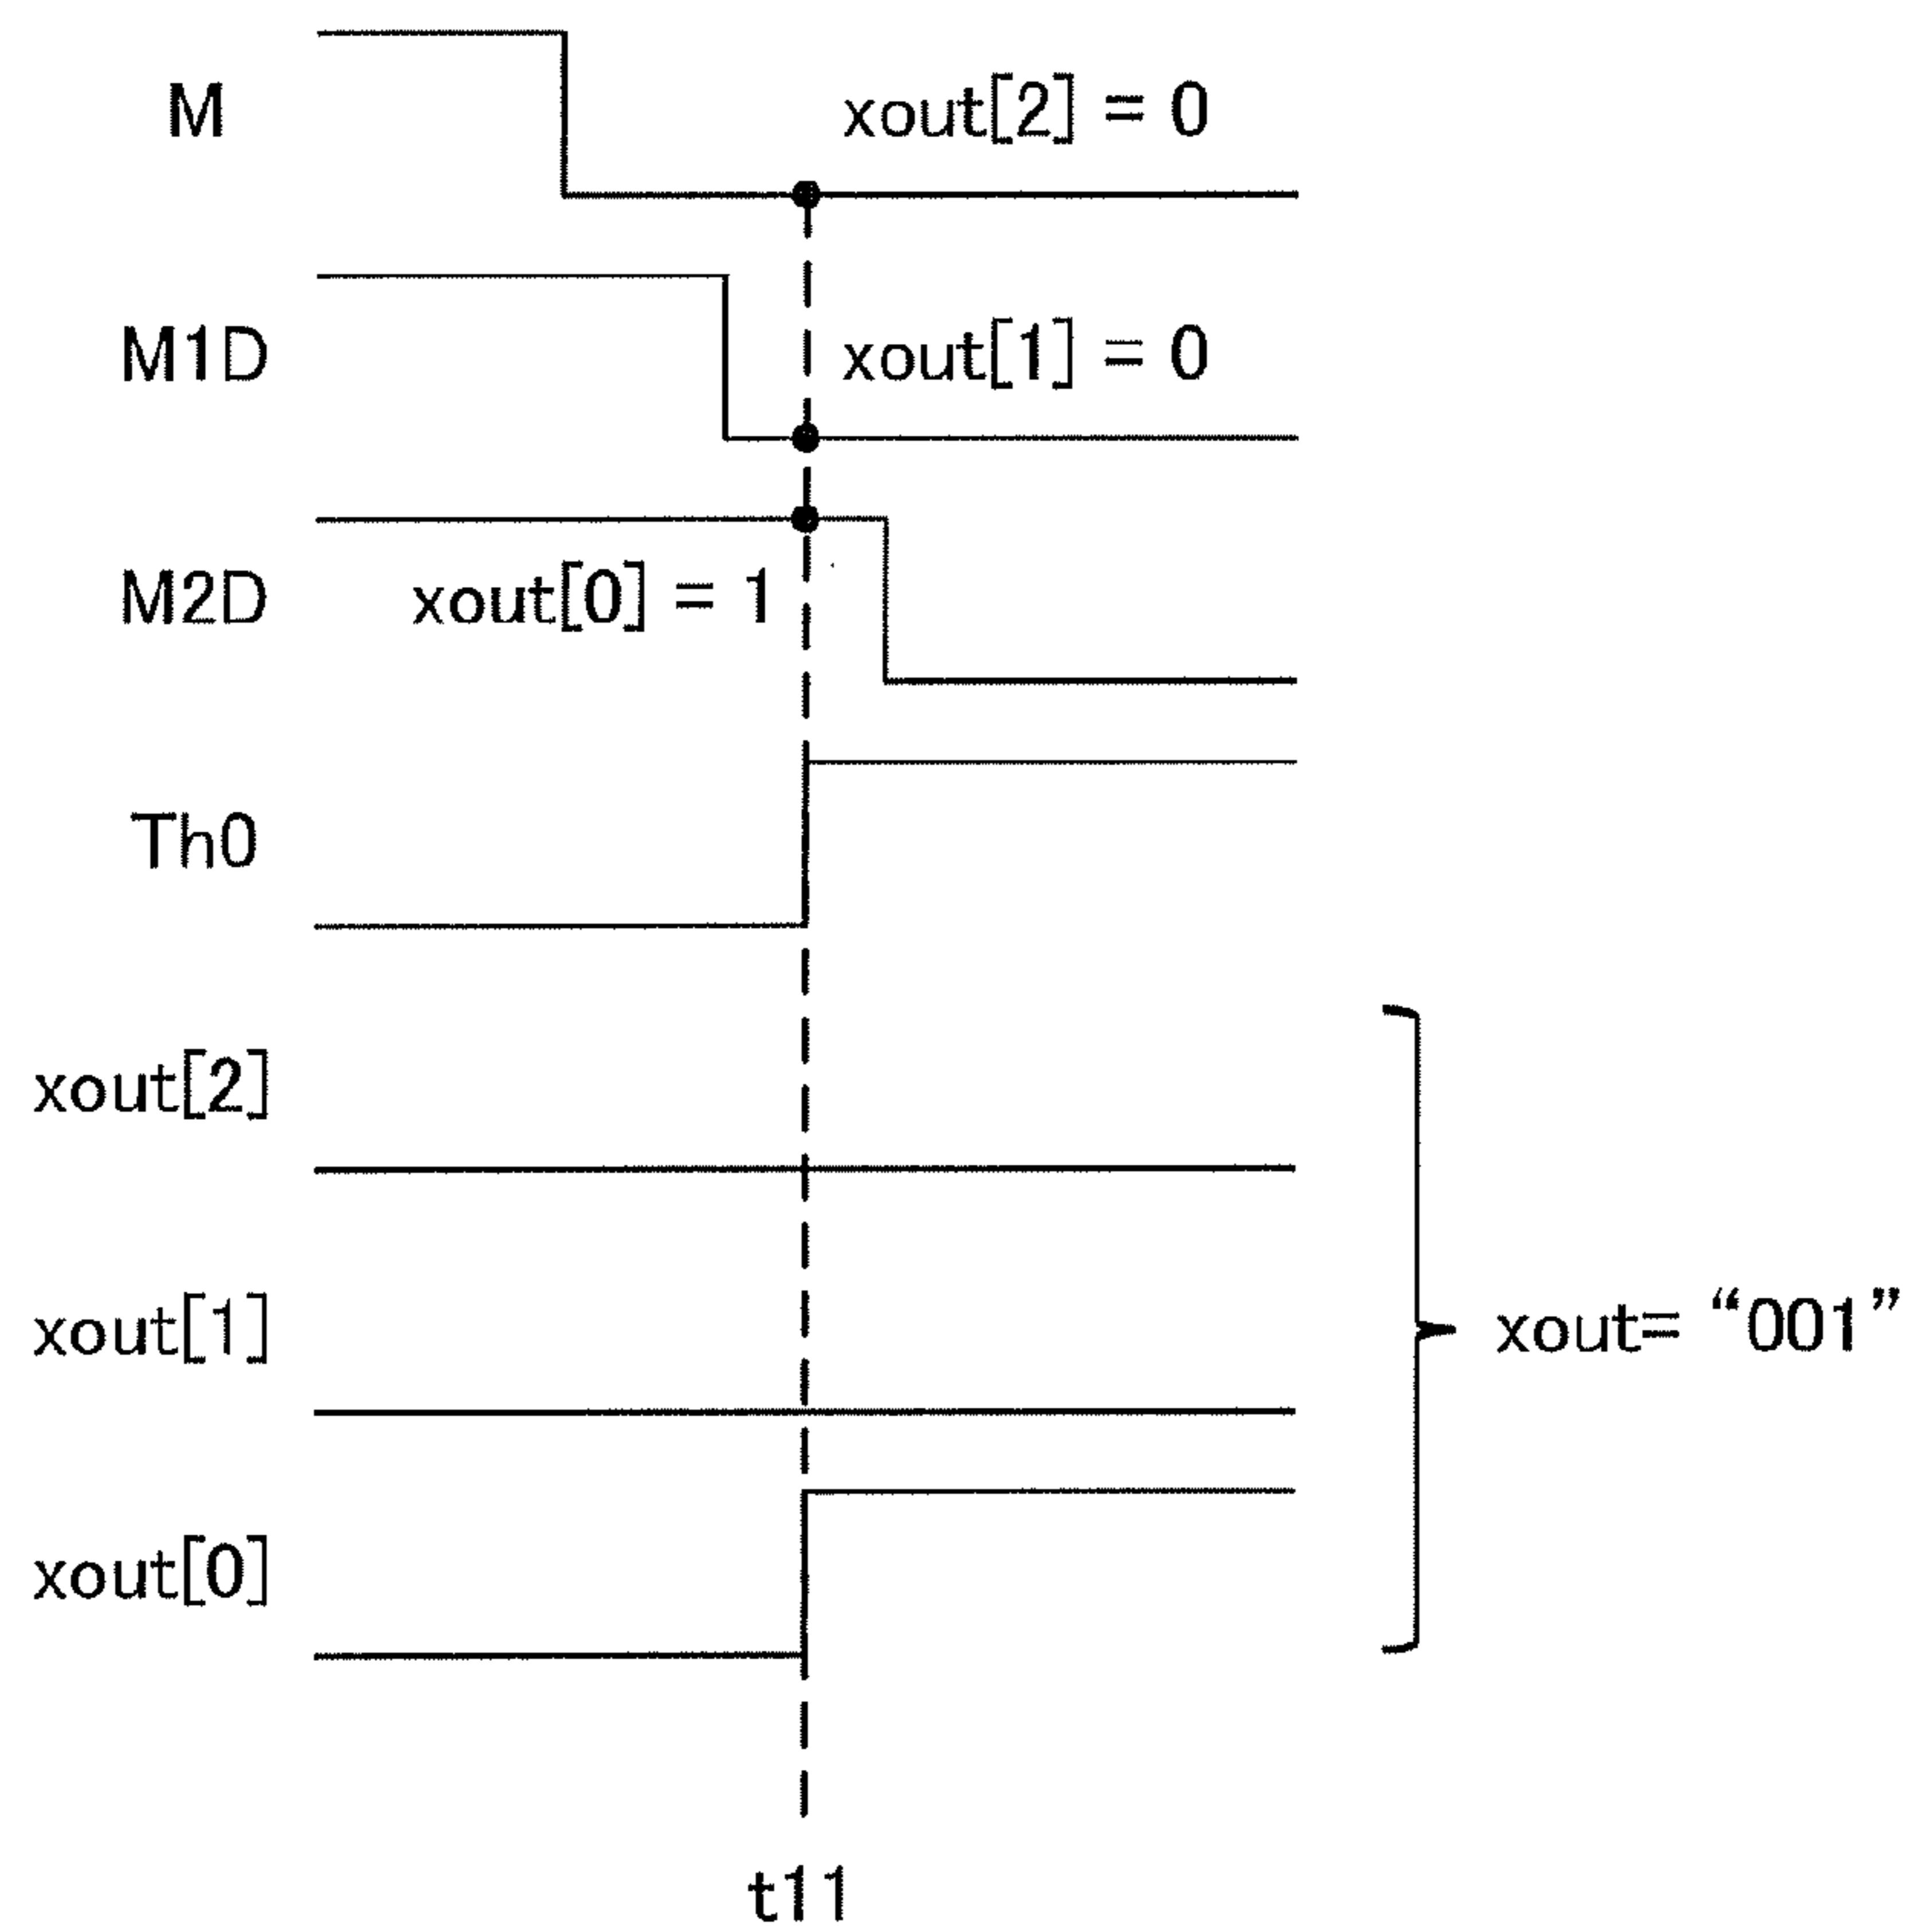 M
xout[2] = 0
M1D
xout[1] = 0
M2D
xout[0] = 1
Th0
xout[2]
xout[1]
xout= “001”
xout[0]
t11